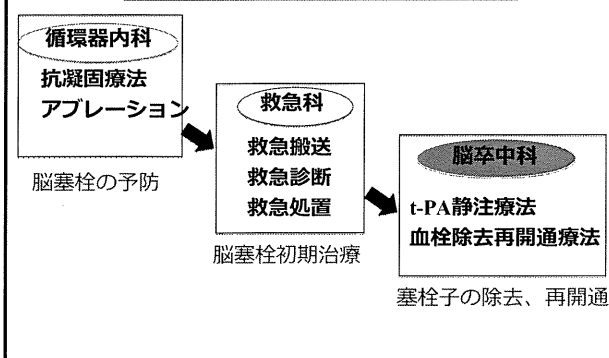 循環器内科
抗凝固療法
アブレーション
脳塞栓の予防
救急科
救急搬送
救急診断
救急処置
脳塞栓初期治療
脳卒中科
t-PA静注療法
血栓除去再開通療法
塞栓子の除去、再開通